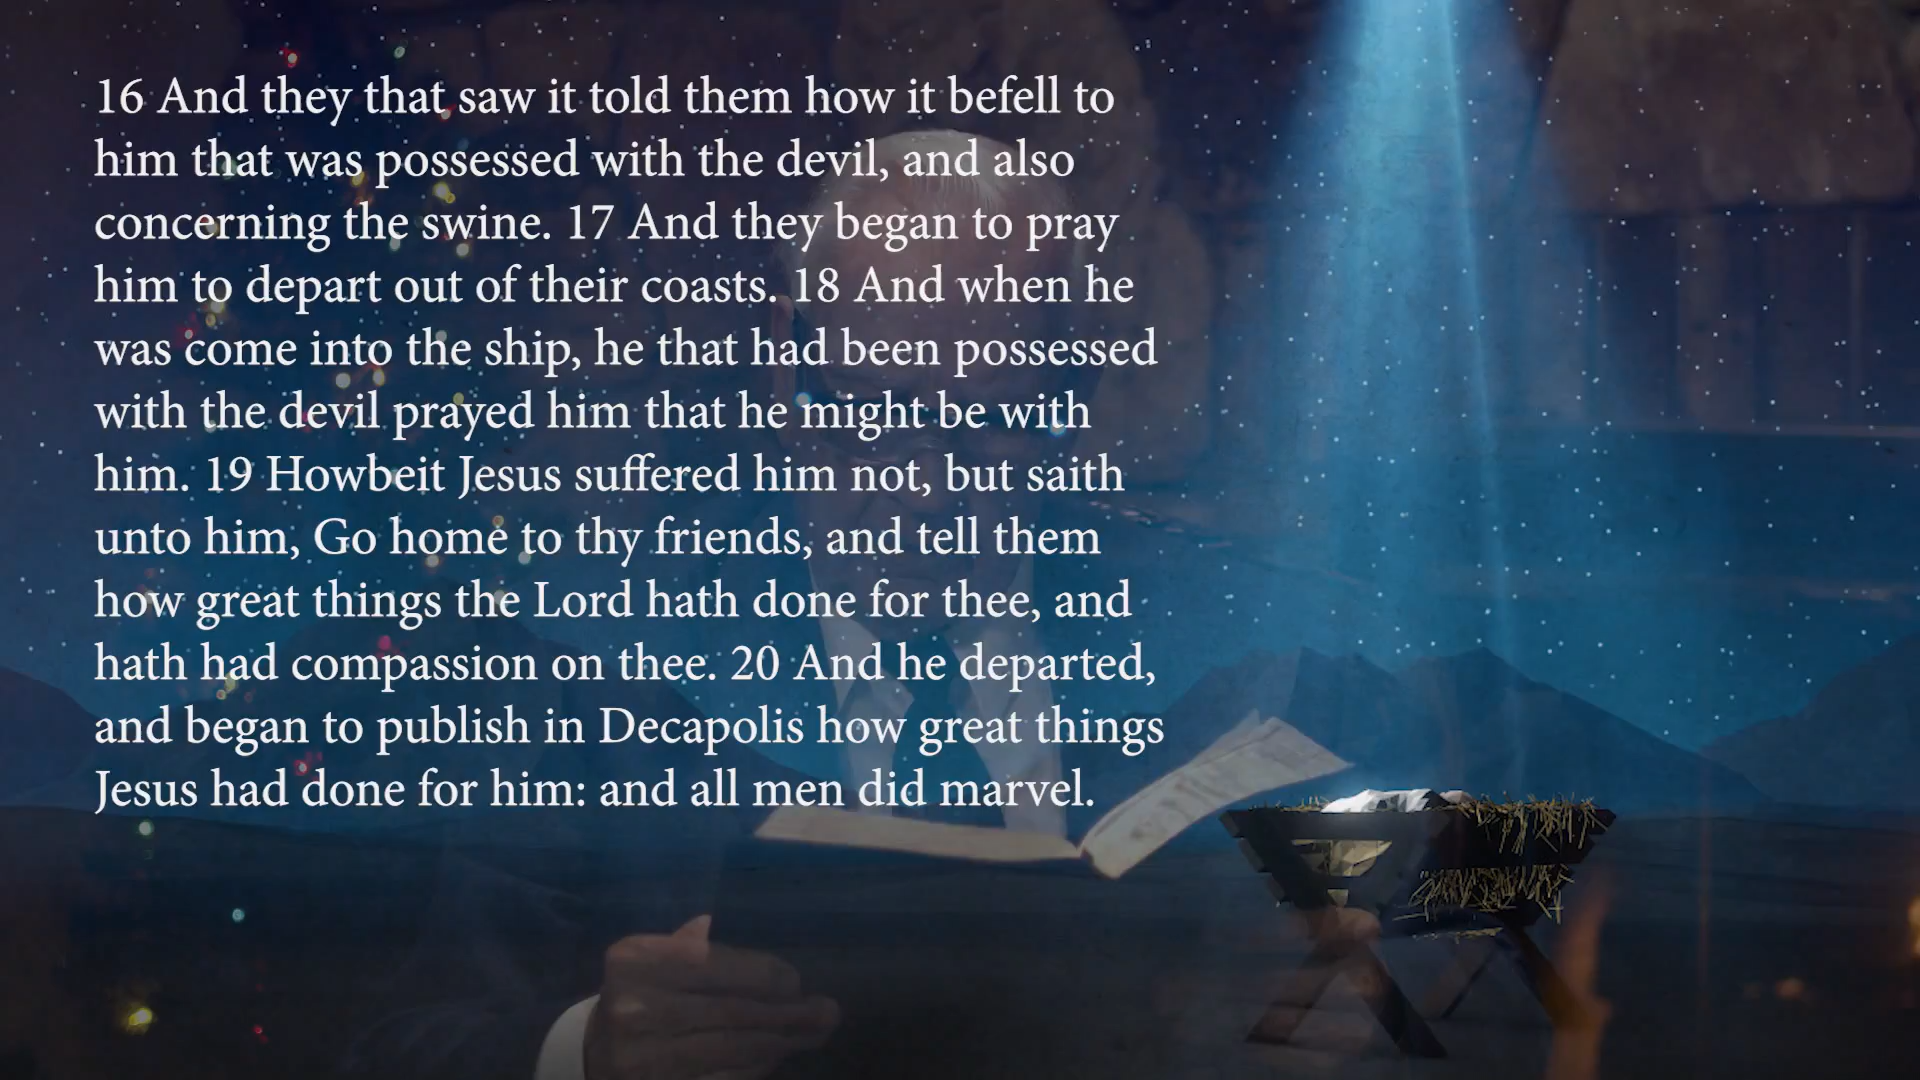 16 And they that saw it told them how it befell to
him that was possessed with the devil, and also
concerning the swine. 17 And they began to pray
him to depart out of their coasts. 18 And when he
was come into the ship, he that had been possessed
with the devil prayed him that he might be with
him. 19 Howbeit Jesus suffered him not, but saith
unto him, Go home to thy friends, and tell them
how great things the Lord hath done for thee, and
hath had compassion on thee. 20 And he departed,
and began to publish in Decapolis how great things
Jesus had done for him: and all men did marvel.